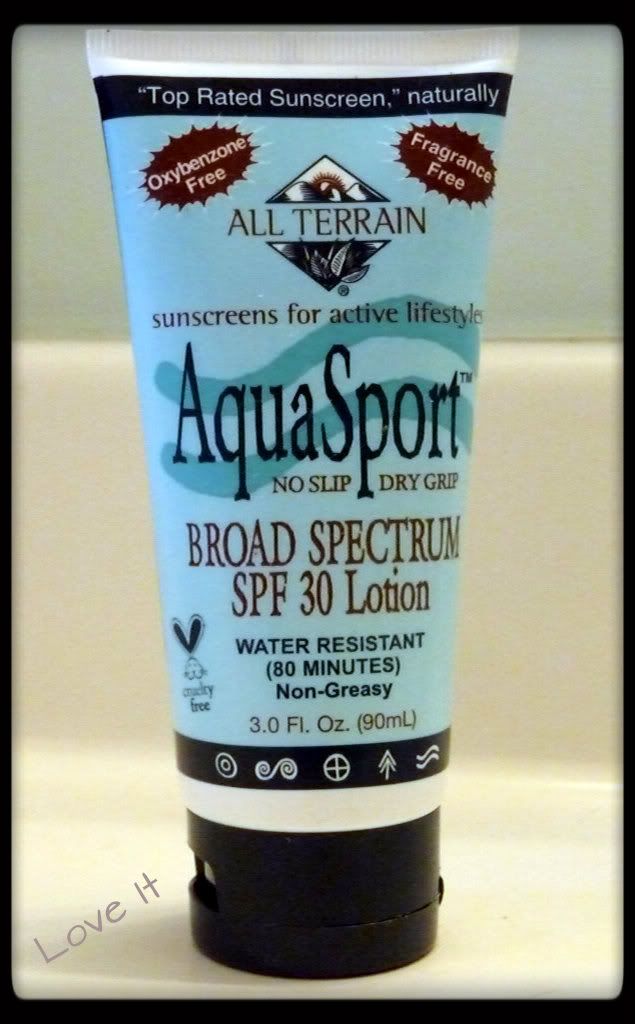 "Top Rated Sunscreen," naturally
Oxybenzone
Free
Fragrance
Free
ALL TERRAIN
®
sunscreens for active lifestyles
AquaSport™
NO SLIP DRY GRIP
BROAD SPECTRUM
SPF 30 Lotion
WATER RESISTANT
(80 MINUTES)
Non-Greasy
cruelty
free
3.0 Fl. Oz. (90mL)
Love It